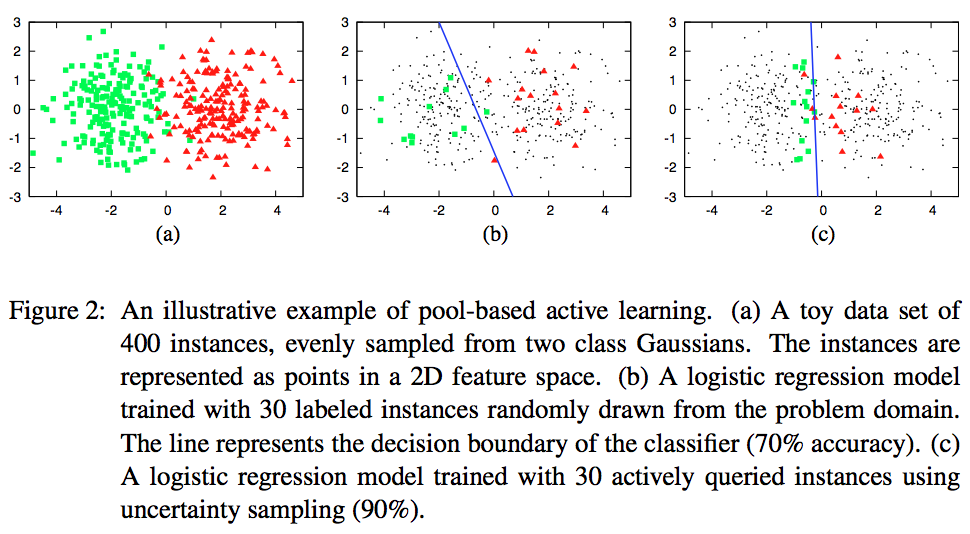 3
2
1
0
-1
-2
-3
-4 -2 0 2 4
(a)
3
2
1
0
-1
-2
-3
-4 -2 0 2 4
(b)
3
2
1
0
-1
-2
-3
-4 -2 0 2 4
(c)
Figure 2: An illustrative example of pool-based active learning. (a) A toy data set of
400 instances, evenly sampled from two class Gaussians. The instances are
represented as points in a 2D feature space. (b) A logistic regression model
trained with 30 labeled instances randomly drawn from the problem domain.
The line represents the decision boundary of the classifier (70% accuracy). (c)
A logistic regression model trained with 30 actively queried instances using
uncertainty sampling (90%).